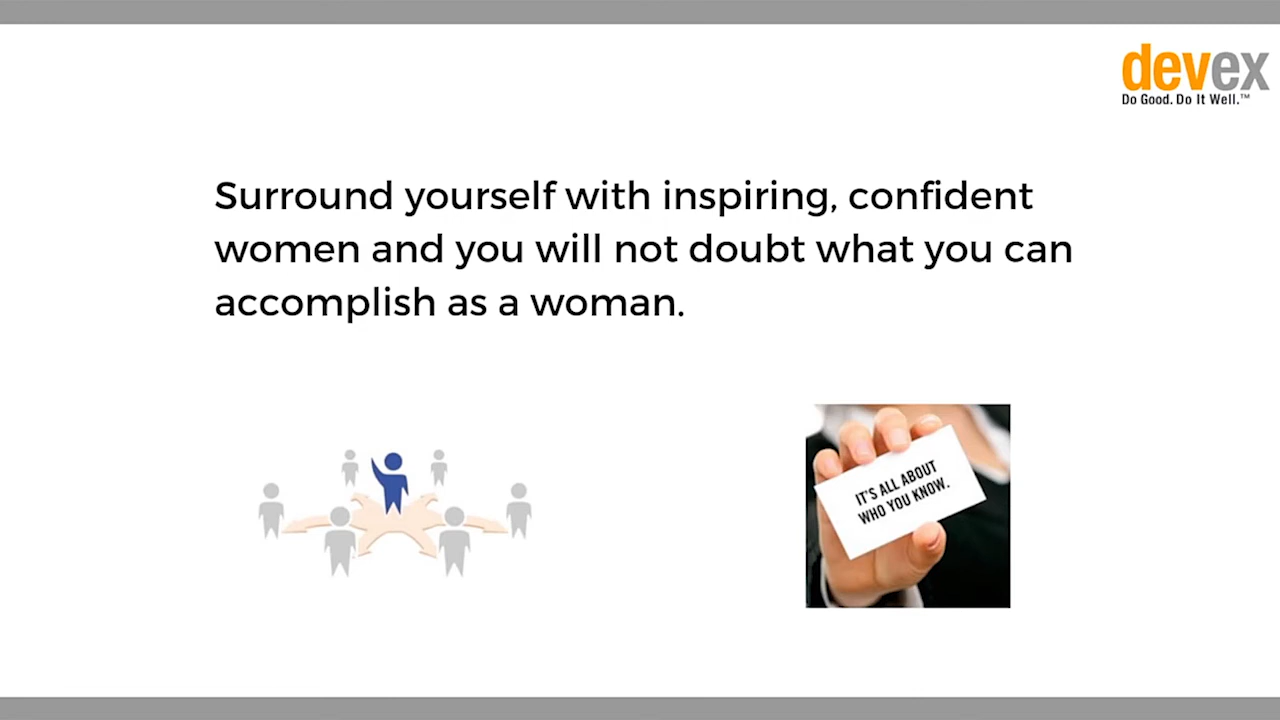 devex
Do Good. Do It Well.™
Surround yourself with inspiring, confident
women and you will not doubt what you can
accomplish as a woman.
IT'S ALL ABOUT
WHO YOU KNOW.